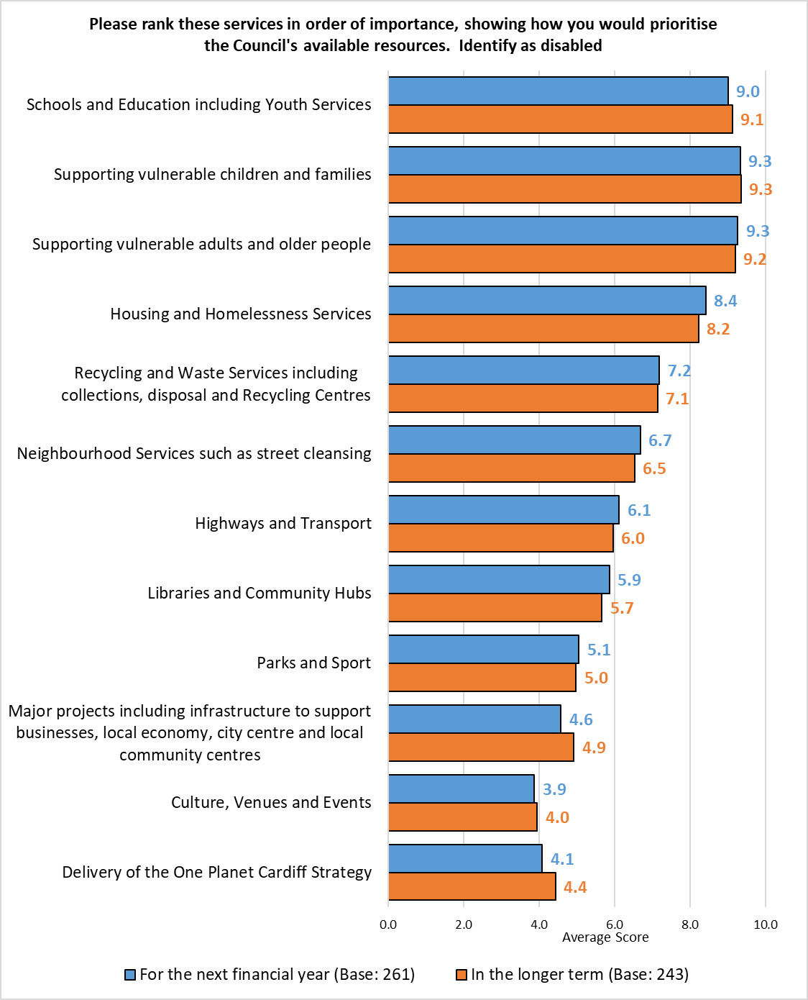 Please rank these services in order of importance, showing how you would prioritise
the Council's available resources.  Identify as disabled
Schools and Education including Youth Services
9.0
9.1
Supporting vulnerable children and families
9.3
9.3
Supporting vulnerable adults and older people
9.3
9.2
Housing and Homelessness Services
8.4
8.2
Recycling and Waste Services including
collections, disposal and Recycling Centres
7.2
7.1
Neighbourhood Services such as street cleansing
6.7
6.5
Highways and Transport
6.1
6.0
Libraries and Community Hubs
5.9
5.7
Parks and Sport
5.1
5.0
Major projects including infrastructure to support
businesses, local economy, city centre and local
community centres
4.6
4.9
Culture, Venues and Events
3.9
4.0
Delivery of the One Planet Cardiff Strategy
4.1
4.4
0.0 2.0 4.0 6.0 8.0 10.0
Average Score
For the next financial year (Base: 261) In the longer term (Base: 243)